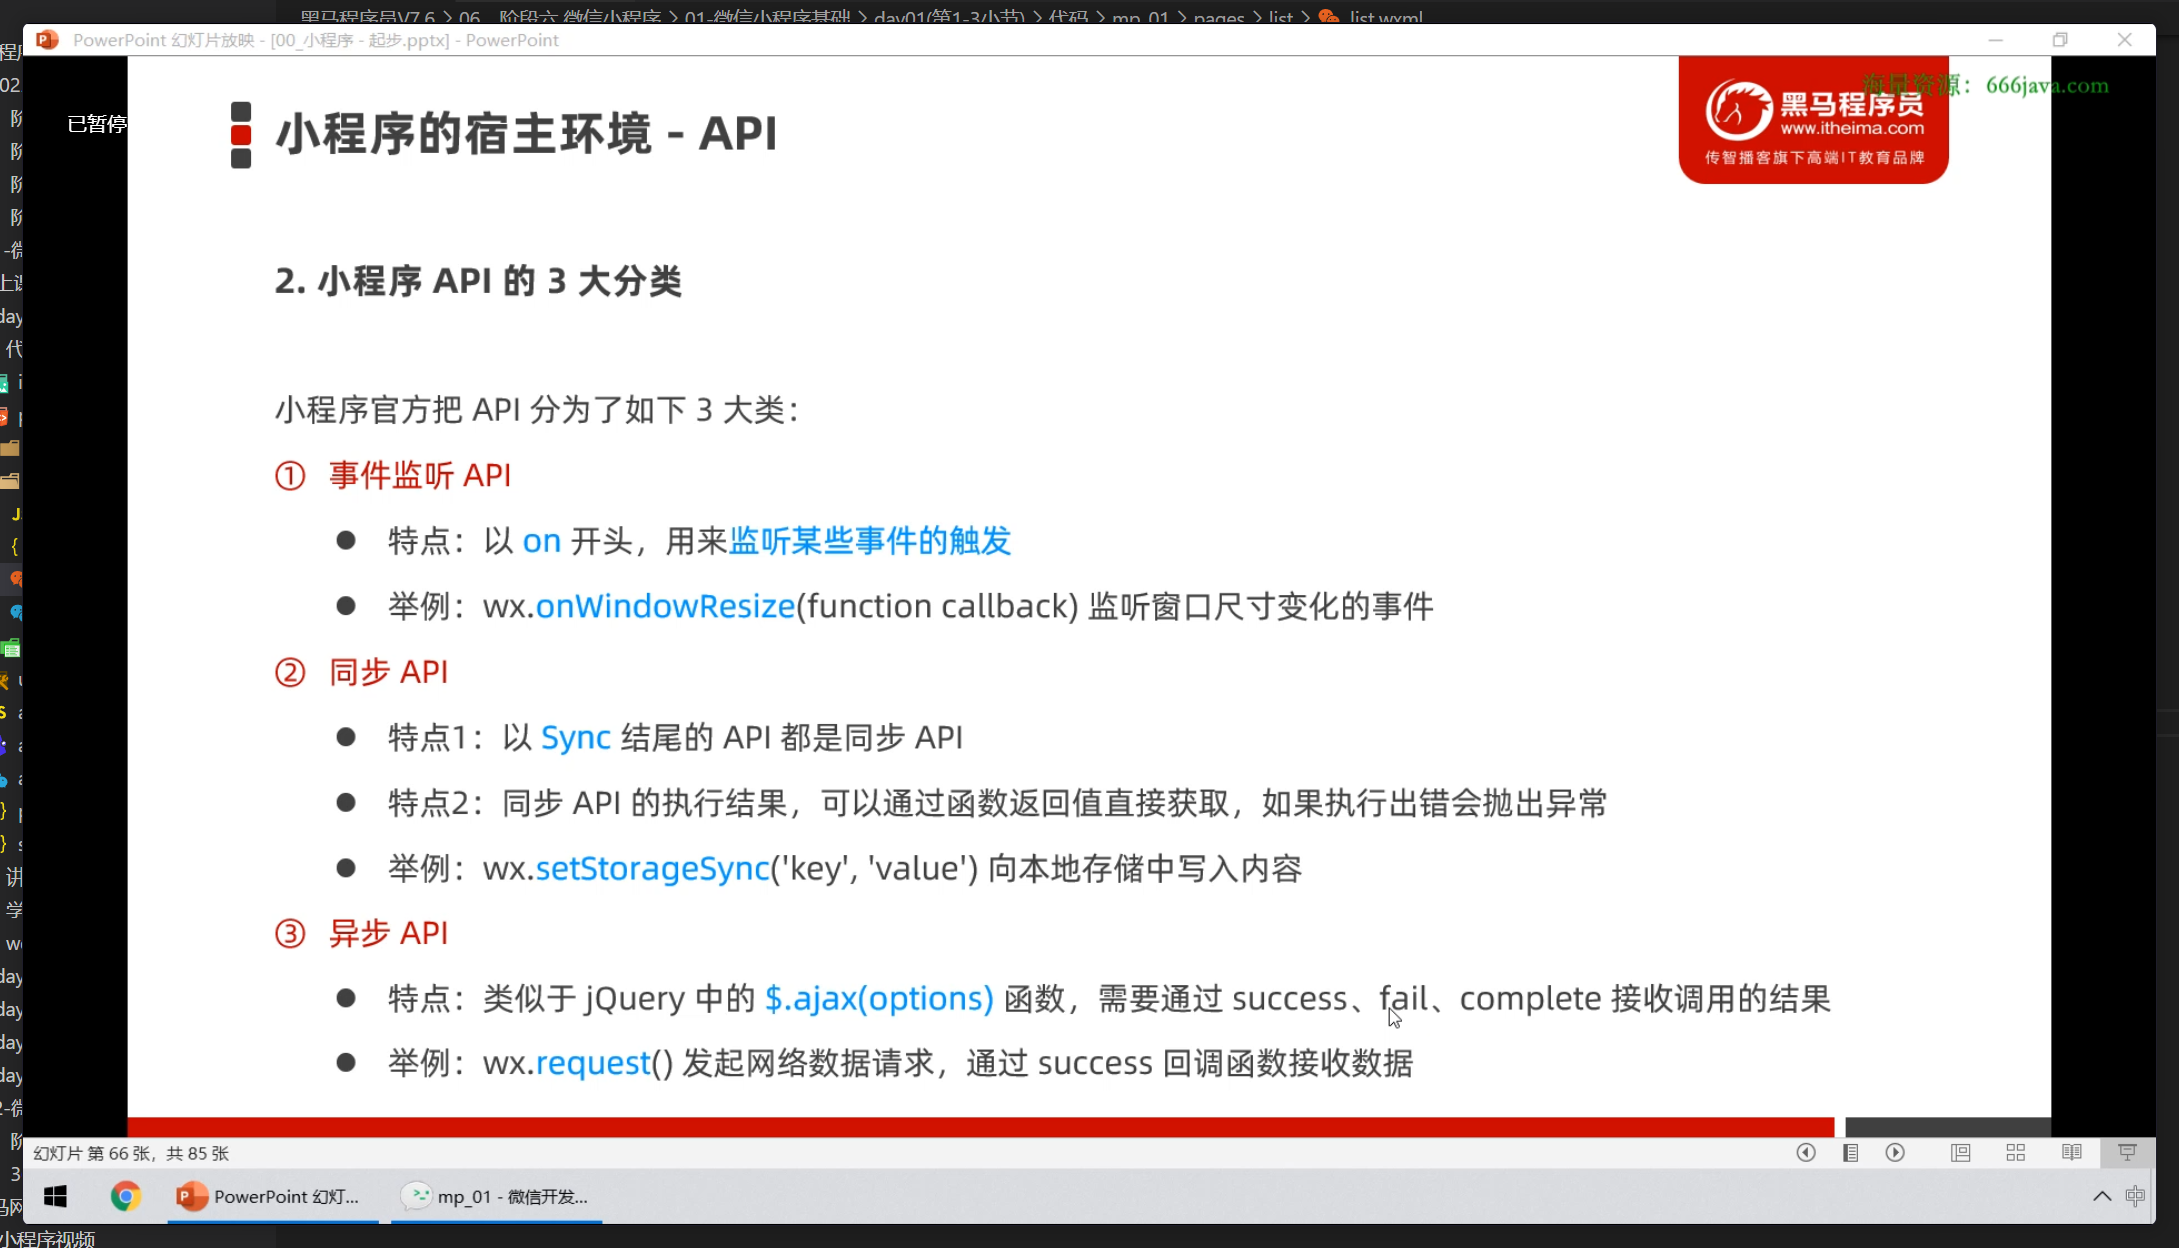 黑马程序员V7.6 > 06、阶段六 微信小程序 > 01-微信小程序基础 > day01(第1-3小节) > 代码 > mp_01 > pages > list > list.wxml
PowerPoint 幻灯片放映 - [00_小程序 - 起步.pptx] - PowerPoint
海量资源：666java.com
已暂停
小程序的宿主环境 - API
黑马程序员
www.itheima.com
传智播客旗下高端IT教育品牌
2. 小程序 API 的 3 大分类
小程序官方把 API 分为了如下 3 大类：
① 事件监听 API
● 特点：以 on 开头，用来监听某些事件的触发
● 举例：wx.onWindowResize(function callback) 监听窗口尺寸变化的事件
② 同步 API
● 特点1：以 Sync 结尾的 API 都是同步 API
● 特点2：同步 API 的执行结果，可以通过函数返回值直接获取，如果执行出错会抛出异常
● 举例：wx.setStorageSync('key', 'value') 向本地存储中写入内容
③ 异步 API
● 特点：类似于 jQuery 中的 $.ajax(options) 函数，需要通过 success、fail、complete 接收调用的结果
● 举例：wx.request() 发起网络数据请求，通过 success 回调函数接收数据
幻灯片 第 66 张，共 85 张
PowerPoint 幻灯...
mp_01 - 微信开发...
中
小程序视频